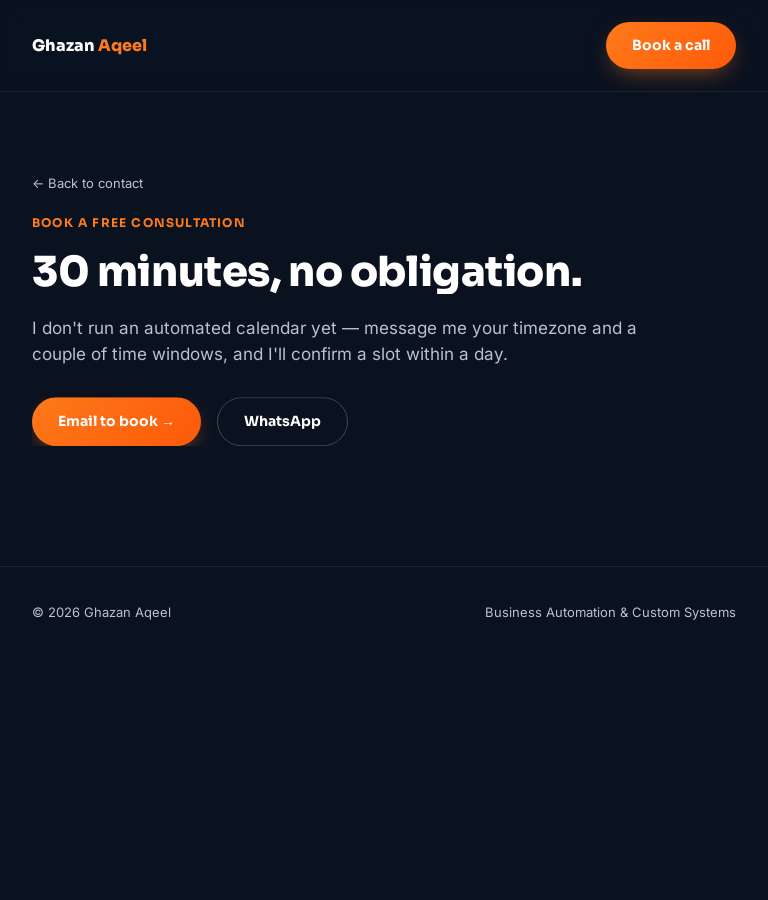 Ghazan Aqeel
Book a call
← Back to contact
BOOK A FREE CONSULTATION
30 minutes, no obligation.
I don't run an automated calendar yet — message me your timezone and a
couple of time windows, and I'll confirm a slot within a day.
Email to book →
WhatsApp
© 2026 Ghazan Aqeel
Business Automation & Custom Systems